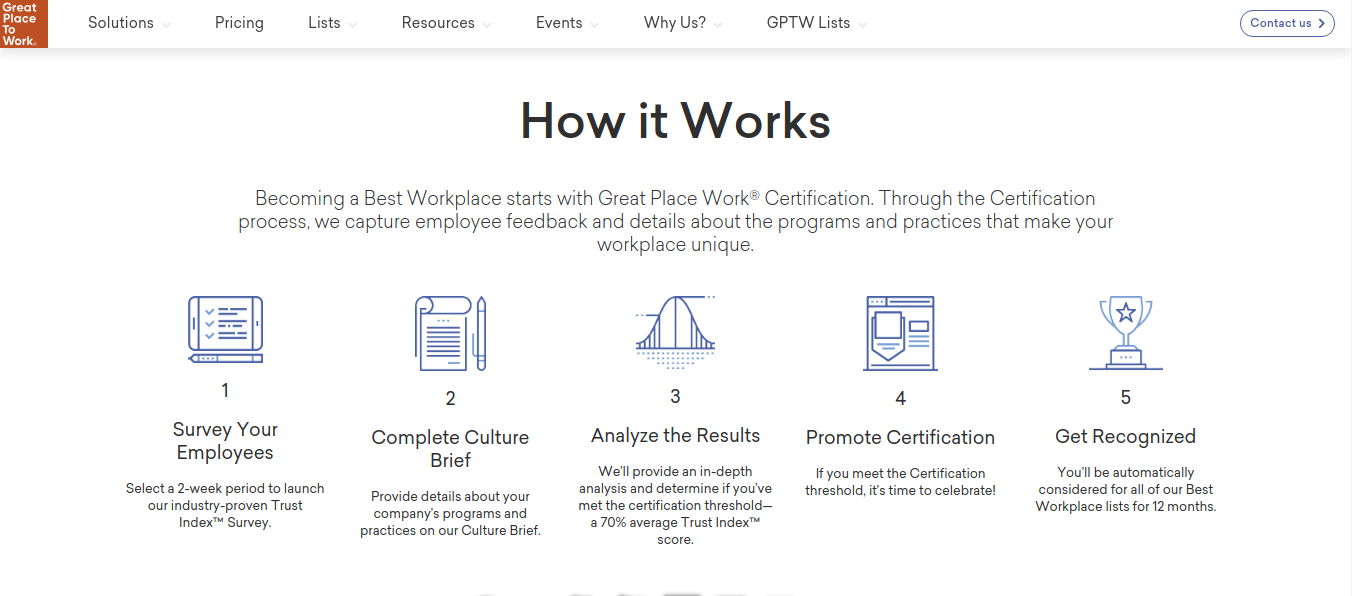 Great
Place
To
Work.
Solutions
Pricing
Lists
Resources
Events
Why Us?
GPTW Lists
Contact us
How it Works
Becoming a Best Workplace starts with Great Place Work® Certification. Through the Certification
process, we capture employee feedback and details about the programs and practices that make your
workplace unique.
1
Survey Your
Employees
Select a 2-week period to launch
our industry-proven Trust
Index™ Survey.
2
Complete Culture
Brief
Provide details about your
company's programs and
practices on our Culture Brief.
3
Analyze the Results
We'll provide an in-depth
analysis and determine if you've
met the certification threshold—
a 70% average Trust Index™
score.
4
Promote Certification
If you meet the Certification
threshold, it's time to celebrate!
5
Get Recognized
You'll be automatically
considered for all of our Best
Workplace lists for 12 months.